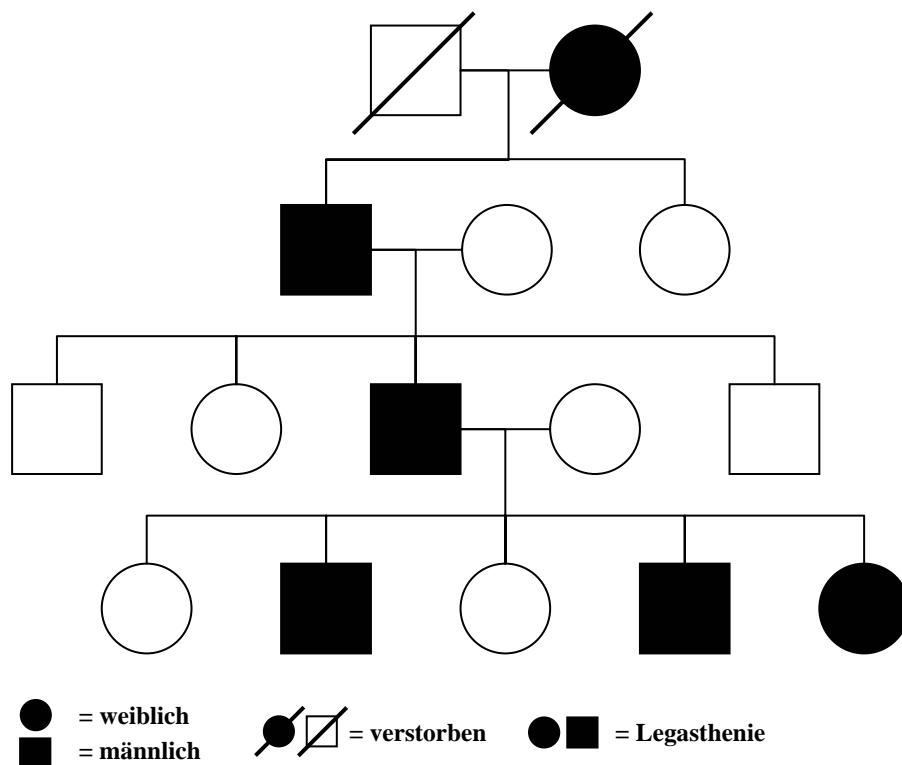 = weiblich
= männlich
= verstorben
= Legasthenie